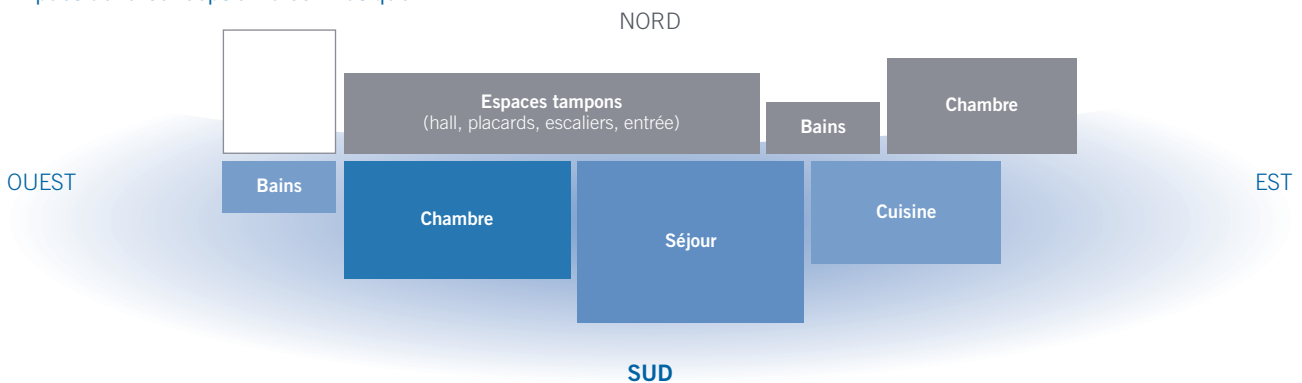 NORD
Espaces tampons
(hall, placards, escaliers, entrée)
Bains
Chambre
OUEST
Bains
Chambre
Séjour
Cuisine
EST
SUD